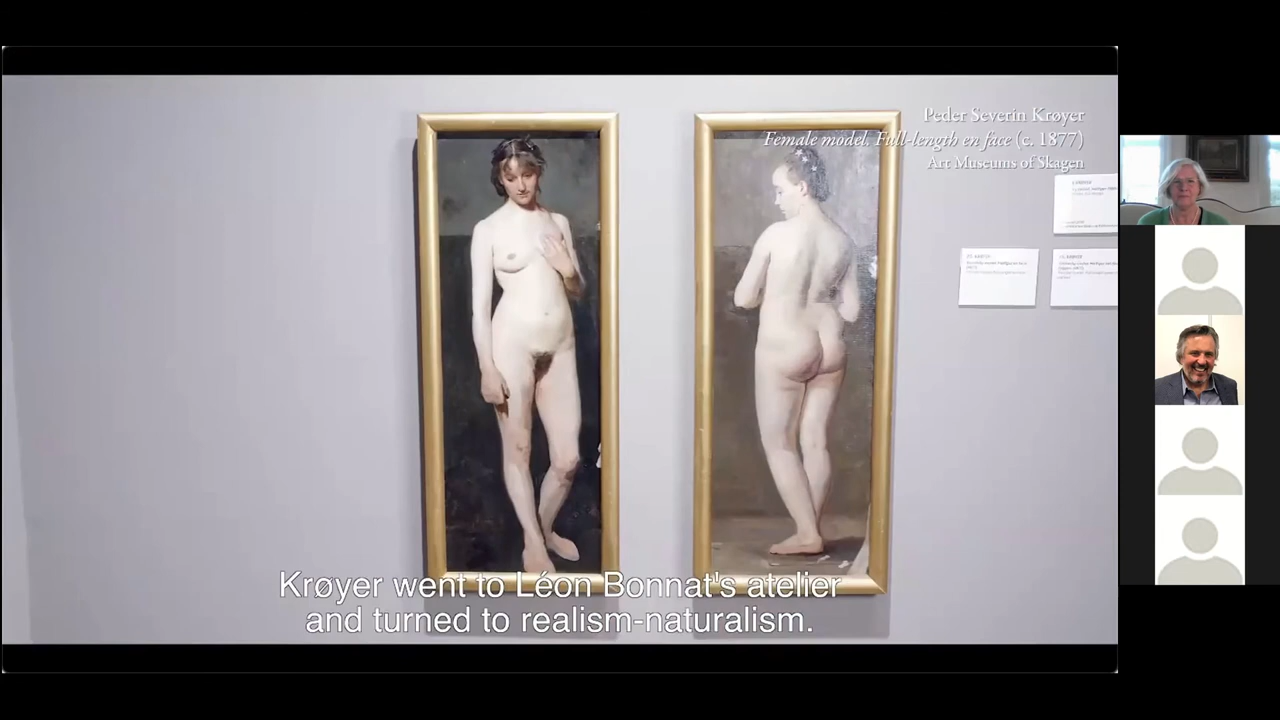 Peder Severin Krøyer
Female model. Full-length en face (c. 1877)
Art Museums of Skagen
Krøyer went to Léon Bonnat's atelier
and turned to realism-naturalism.